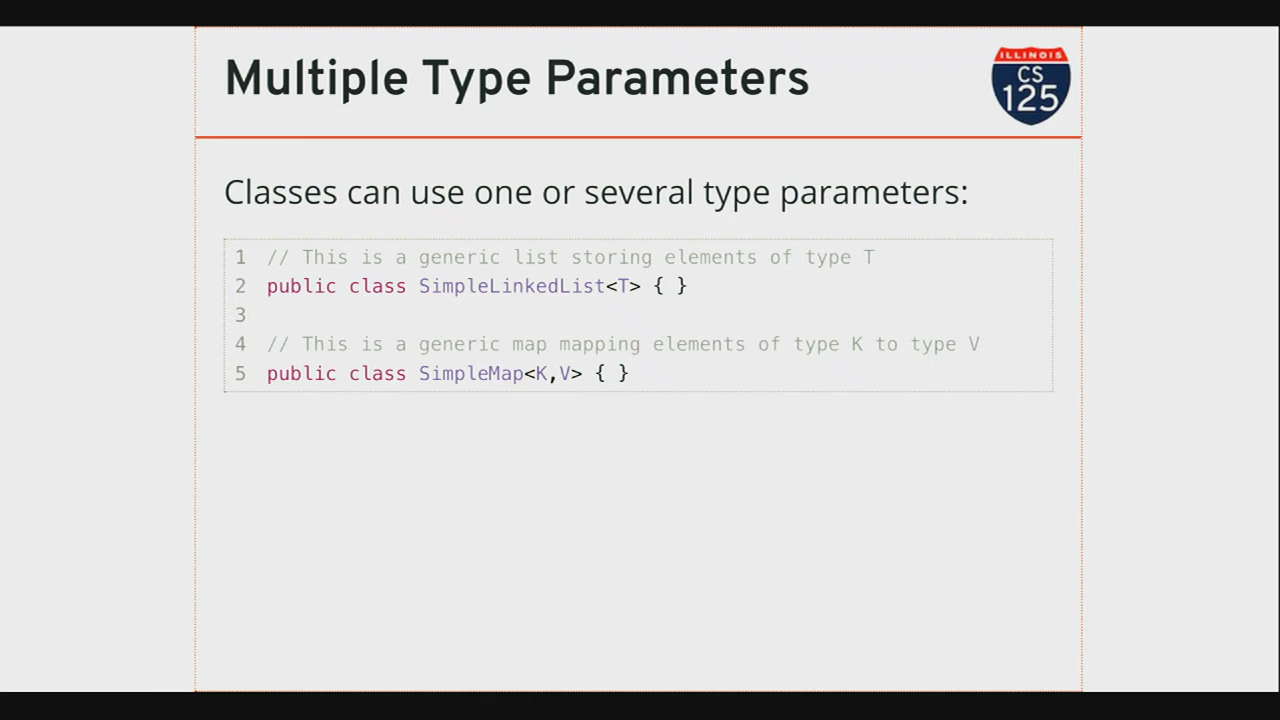 Multiple Type Parameters
ILLINOIS
CS
125
Classes can use one or several type parameters:
1 // This is a generic list storing elements of type T
2 public class SimpleLinkedList<T> { }
3
4 // This is a generic map mapping elements of type K to type V
5 public class SimpleMap<K,V> { }